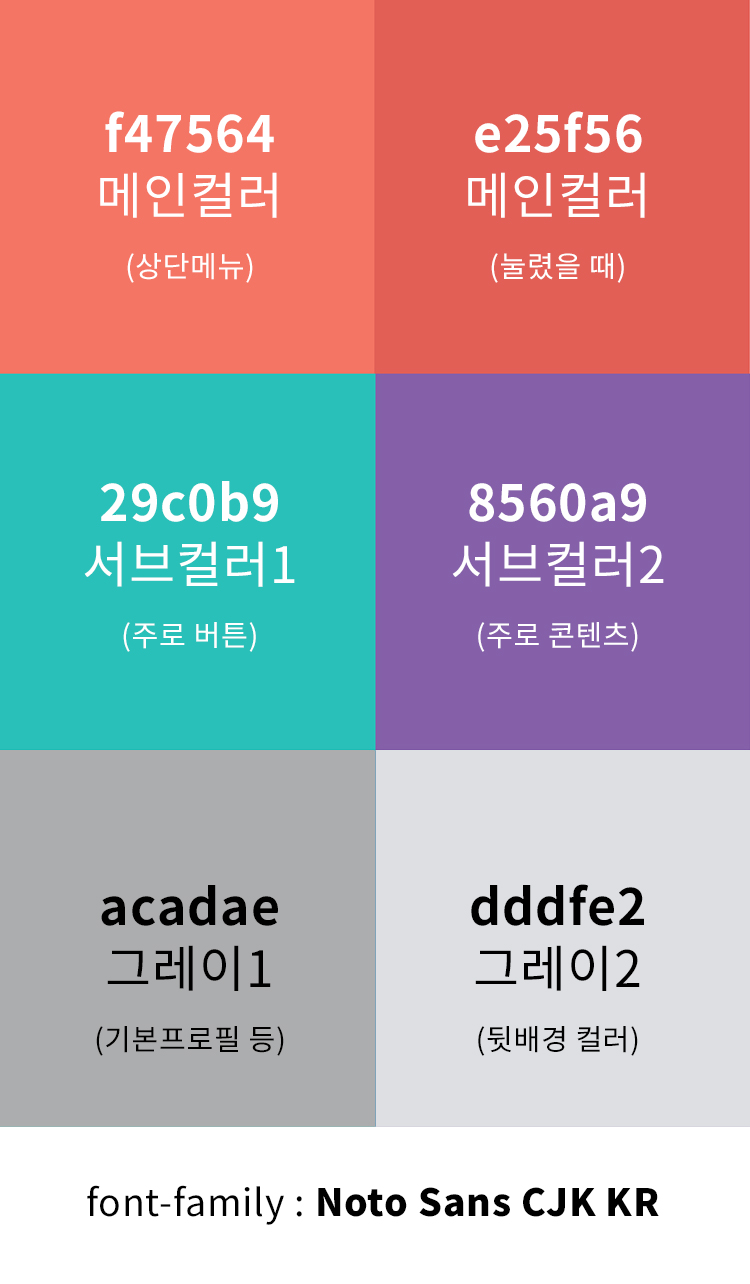 f47564
메인컬러
(상단메뉴)
e25f56
메인컬러
(눌렸을 때)
29c0b9
서브컬러1
(주로 버튼)
8560a9
서브컬러2
(주로 콘텐츠)
acadae
그레이1
(기본프로필 등)
dddfe2
그레이2
(뒷배경 컬러)
font-family : Noto Sans CJK KR